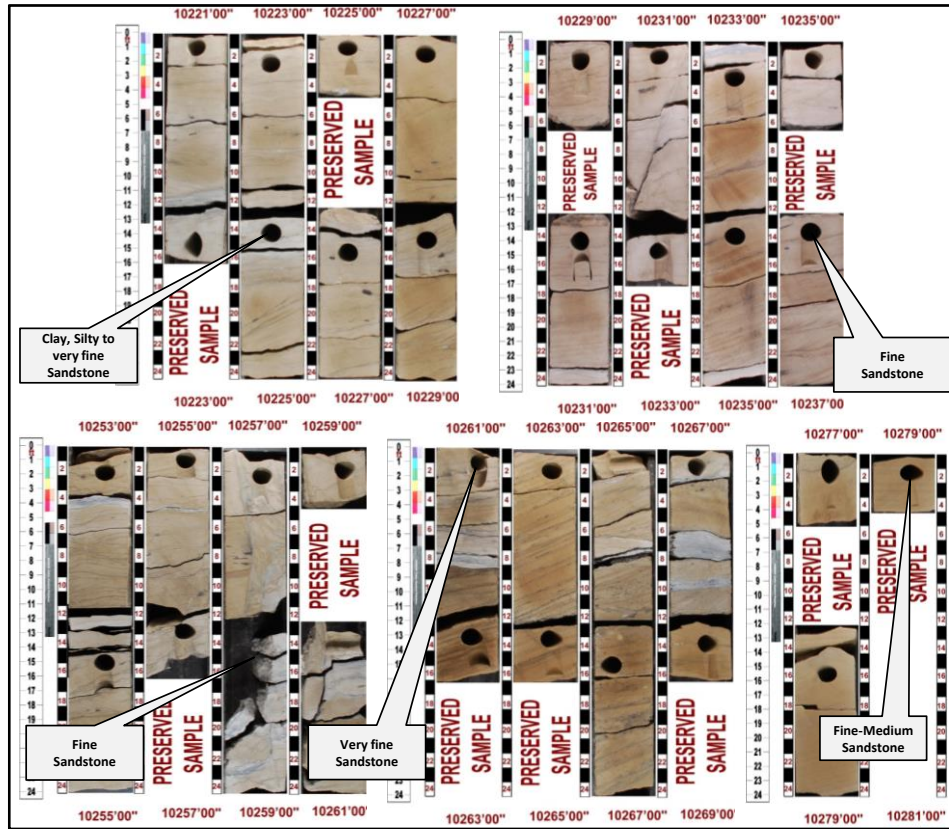 10221'00" 10223'00" 10225'00" 10227'00"
PRESERVED
SAMPLE
PRESERVED
SAMPLE
Clay, Silty to
very fine
Sandstone
10223'00" 10225'00" 10227'00" 10229'00
10229'00" 10231'00" 10233'00" 10235'00"
PRESERVED
SAMPLE
PRESERVED
SAMPLE
PRESERVED
SAMPLE
Fine
Sandstone
10231'00" 10233'00" 10235'00" 10237'00
10253'00" 10255'00" 10257'00" 10259'00"
PRESERVED
SAMPLE
PRESERVED
SAMPLE
Fine
Sandstone
10255'00" 10257'00" 10259'00" 10261'00"
10261'00" 10263'00" 10265'00" 10267'00"
PRESERVED
SAMPLE
PRESERVED
SAMPLE
PRESERVED
SAMPLE
Very fine
Sandstone
10263'00" 10265'00" 10267'00" 10269'00"
10277'00" 10279'00"
PRESERVED
SAMPLE
PRESERVED
SAMPLE
Fine-Medium
Sandstone
10279'00" 10281'00"